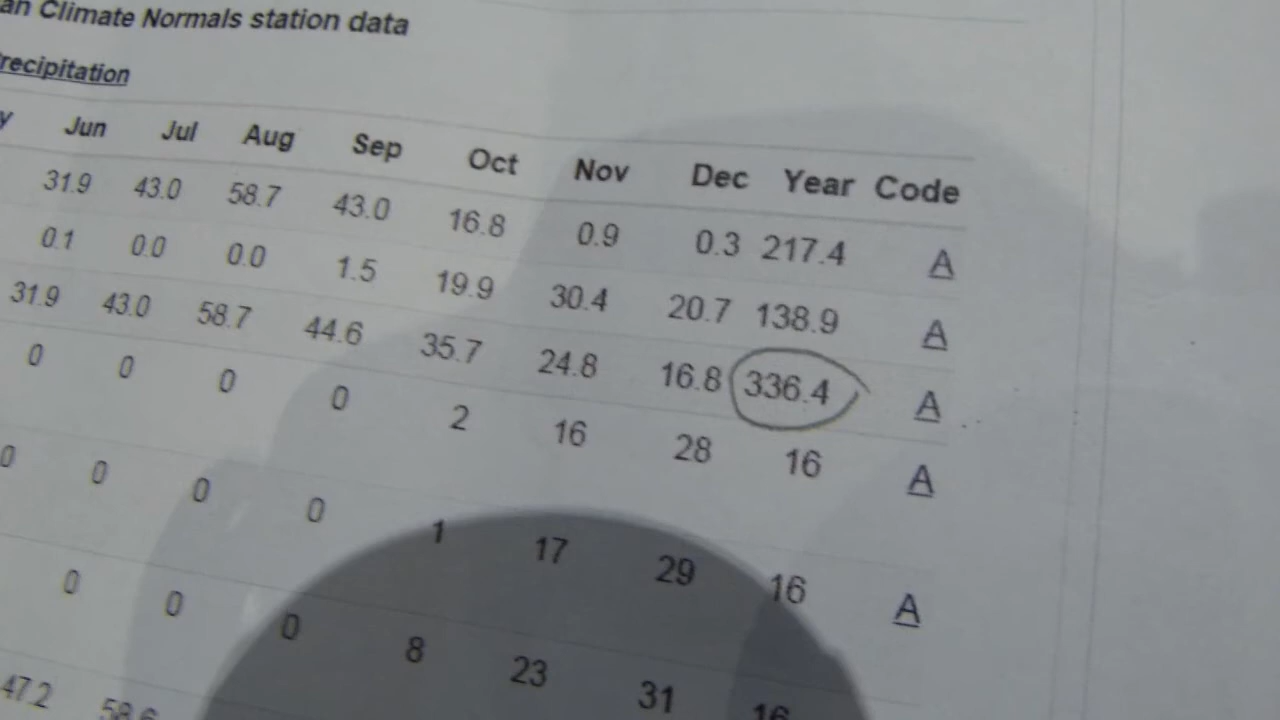 an Climate Normals station data
recipitation
y Jun Jul Aug Sep Oct Nov Dec Year Code
31.9 43.0 58.7 43.0 16.8 0.9 0.3 217.4 A
0.1 0.0 0.0 1.5 19.9 30.4 20.7 138.9 A
31.9 43.0 58.7 44.6 35.7 24.8 16.8 336.4 A
0 0 0 0 2 16 28 16 A
0 0 0 0 1 17 29 16 A
0 0 0 8 23 31 16
47.2 58.6